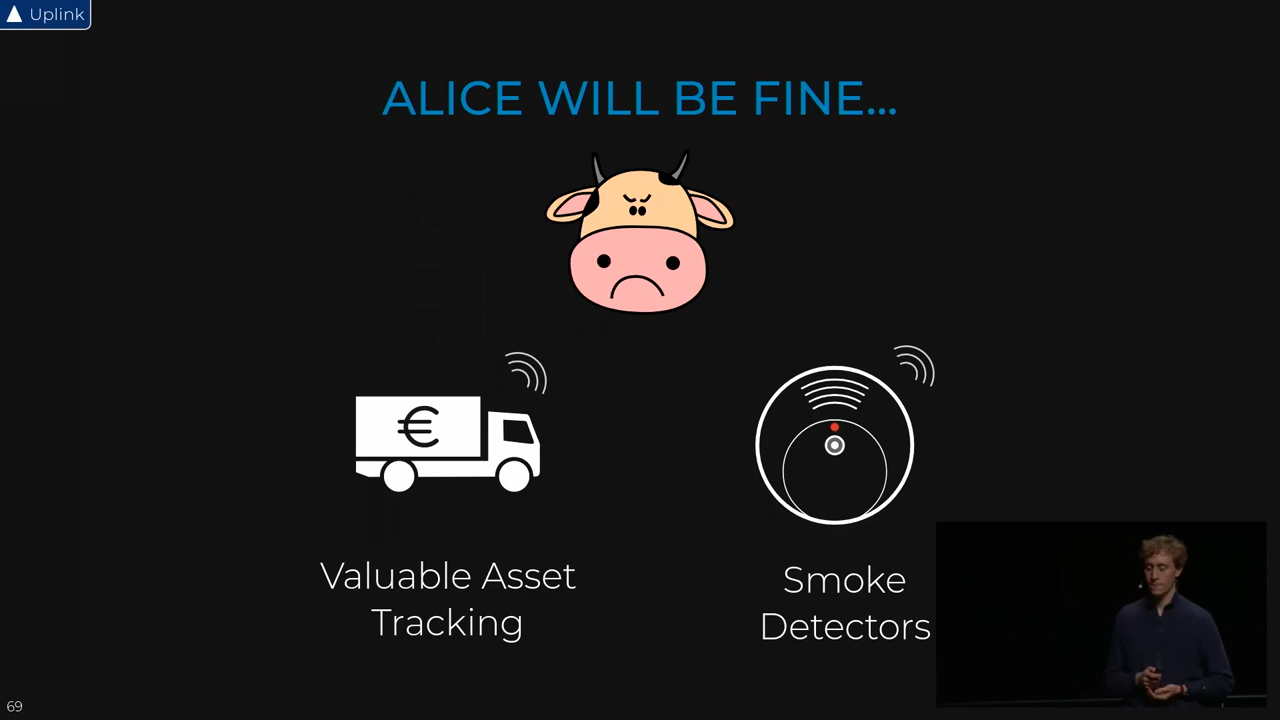 Uplink
ALICE WILL BE FINE...
€
Valuable Asset
Tracking
Smoke
Detectors
69